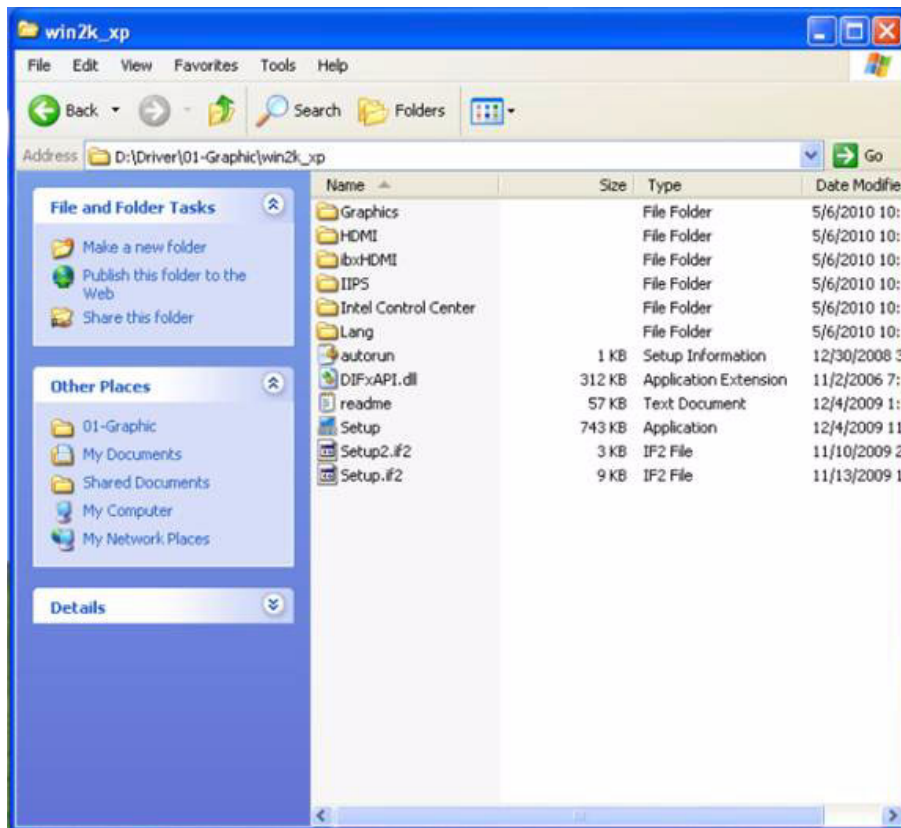 win2k_xp
File Edit View Favorites Tools Help
Back Search Folders
Address D:\Driver\01-Graphic\win2k_xp Go
File and Folder Tasks
Make a new folder
Publish this folder to the
Web
Share this folder
Other Places
01-Graphic
My Documents
Shared Documents
My Computer
My Network Places
Details
Name Size Type Date Modifie
Graphics File Folder 5/6/2010 10:
HDMI File Folder 5/6/2010 10:
ibxHDMI File Folder 5/6/2010 10:
IIPS File Folder 5/6/2010 10:
Intel Control Center File Folder 5/6/2010 10:
Lang File Folder 5/6/2010 10:
autorun 1 KB Setup Information 12/30/2008 3
DIFxAPI.dll 312 KB Application Extension 11/2/2006 7:
readme 57 KB Text Document 12/4/2009 1:
Setup 743 KB Application 12/4/2009 11
Setup2.if2 3 KB IF2 File 11/10/2009 2
Setup.if2 9 KB IF2 File 11/13/2009 1